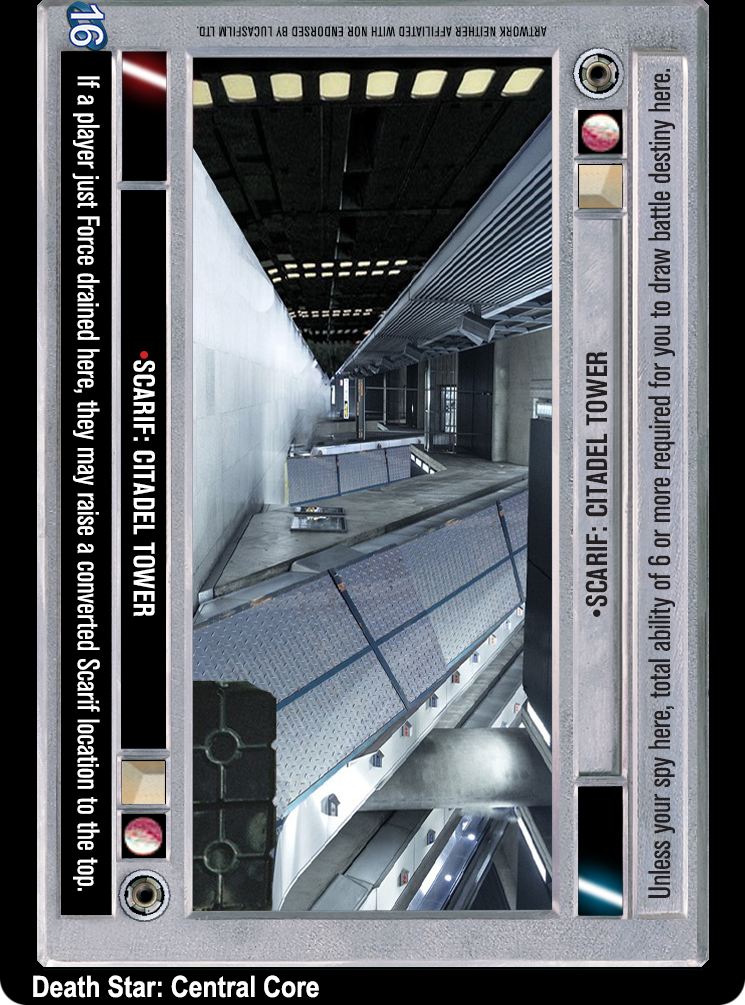 16
ARTWORK NEITHER AFFILIATED WITH NOR ENDORSED BY LUCASFILM LTD.
If a player just Force drained here, they may raise a converted Scarif location to the top.
•SCARIF: CITADEL TOWER
•SCARIF: CITADEL TOWER
Unless your spy here, total ability of 6 or more required for you to draw battle destiny here.
Death Star: Central Core